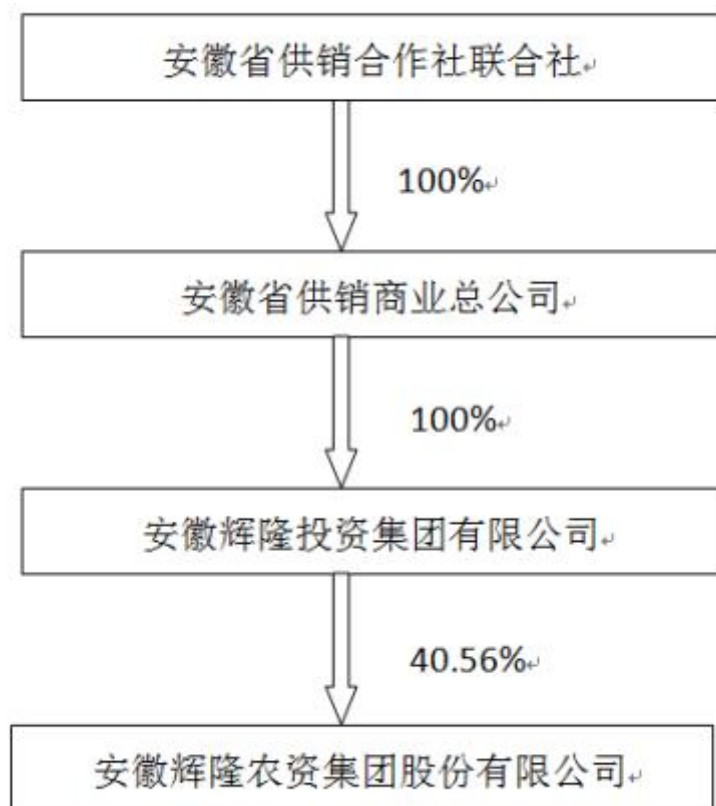 安徽省供销合作社联合社
100%
安徽省供销商业总公司
100%
安徽辉隆投资集团有限公司
40.56%
安徽辉隆农资集团股份有限公司